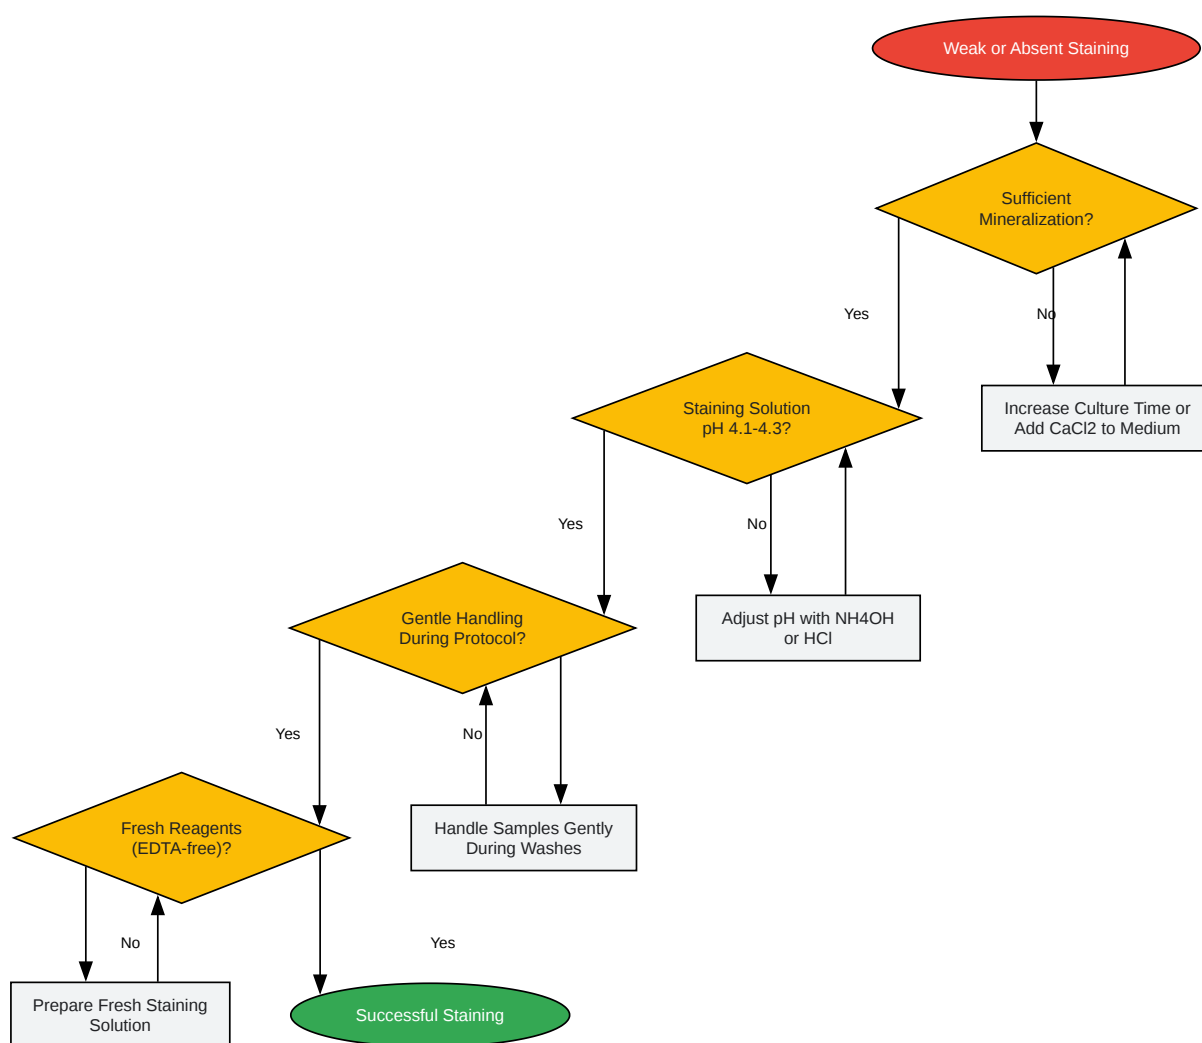 Weak or Absent Staining
Sufficient
Mineralization?
Yes
No
Increase Culture Time or
Add CaCl2 to Medium
Staining Solution
pH 4.1-4.3?
Yes
No
Adjust pH with NH4OH
or HCl
Gentle Handling
During Protocol?
Yes
No
Handle Samples Gently
During Washes
Fresh Reagents
(EDTA-free)?
No
Yes
Prepare Fresh Staining
Solution
Successful Staining